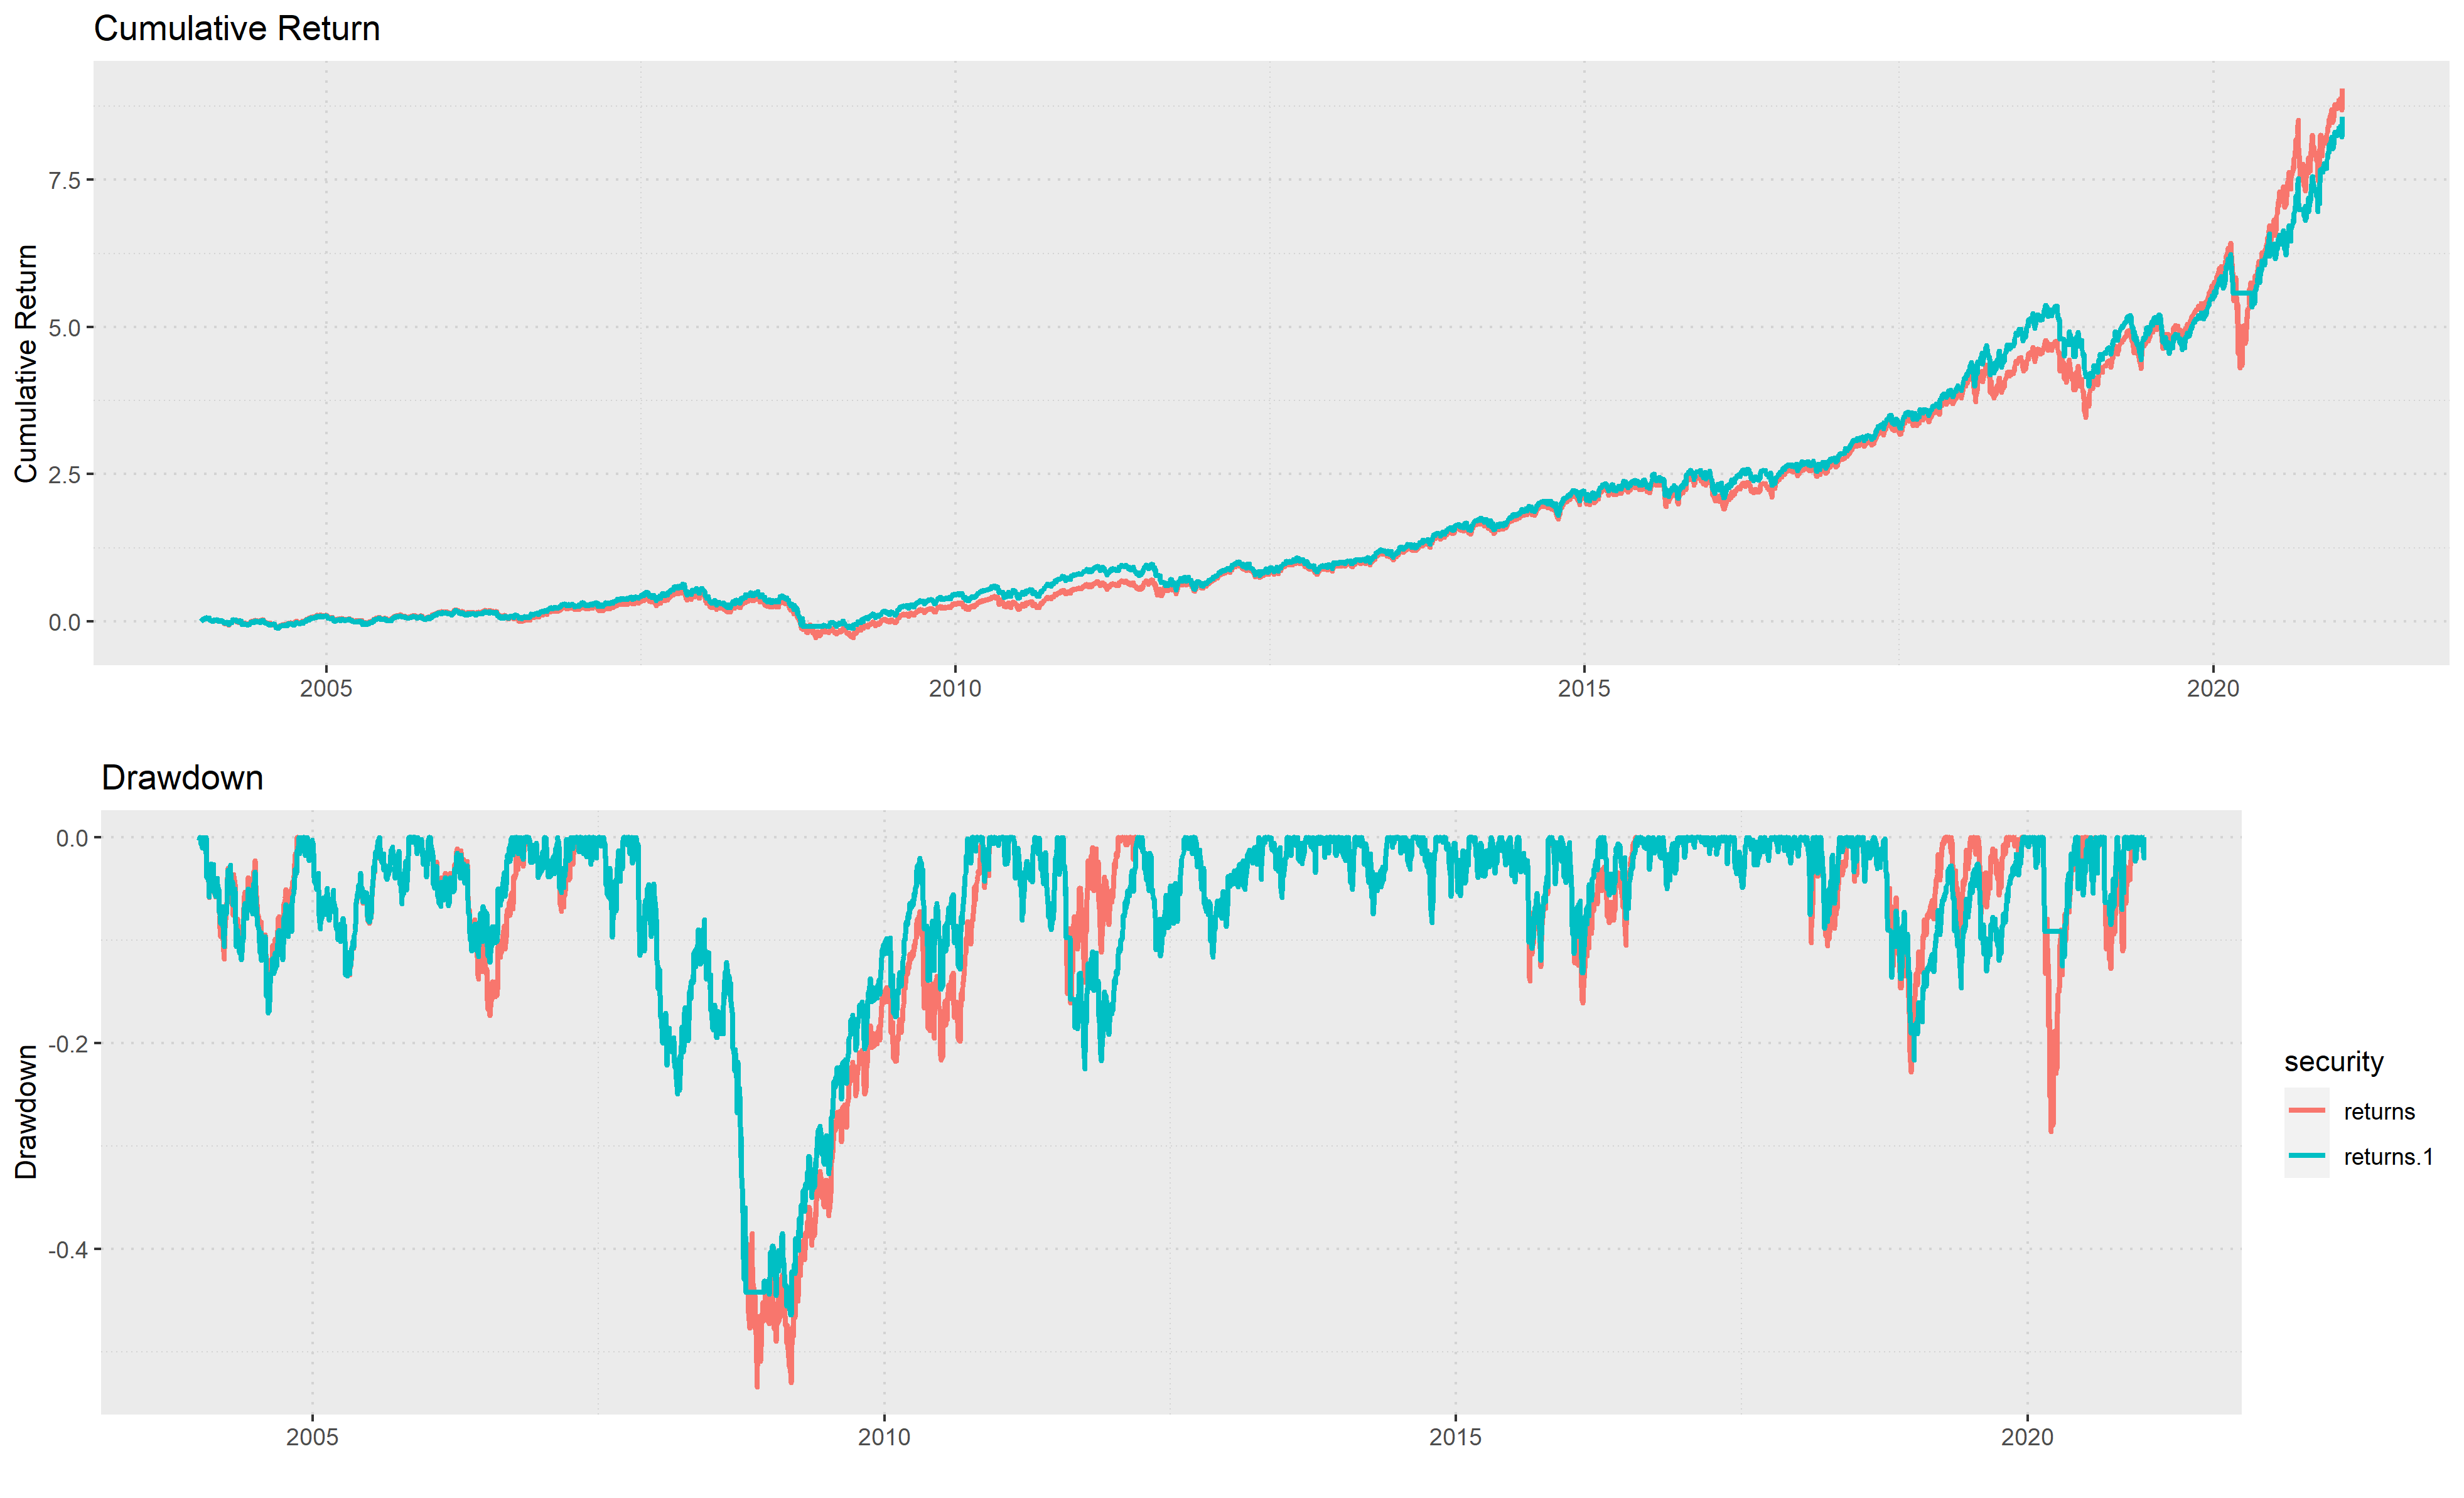 Cumulative Return
Cumulative Return
7.5
5.0
2.5
0.0
2005 2010 2015 2020
Drawdown
Drawdown
0.0
-0.2
-0.4
2005 2010 2015 2020
security
returns
returns.1